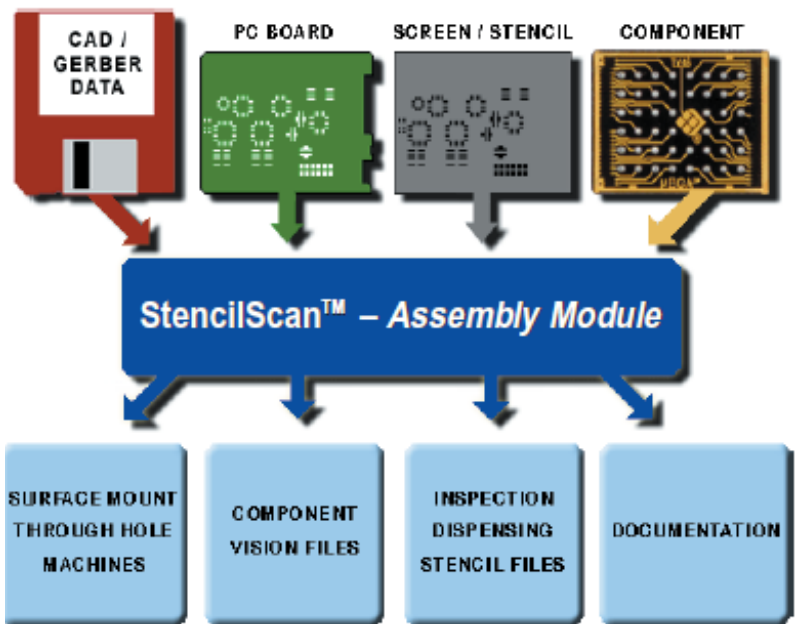 CAD /
GERBER
DATA
PC BOARD
SCREEN / STENCIL
COMPONENT
StencilScan™ – Assembly Module
SURFACE MOUNT
THROUGH HOLE
MACHINES
COMPONENT
VISION FILES
INSPECTION
DISPENSING
STENCIL FILES
DOCUMENTATION